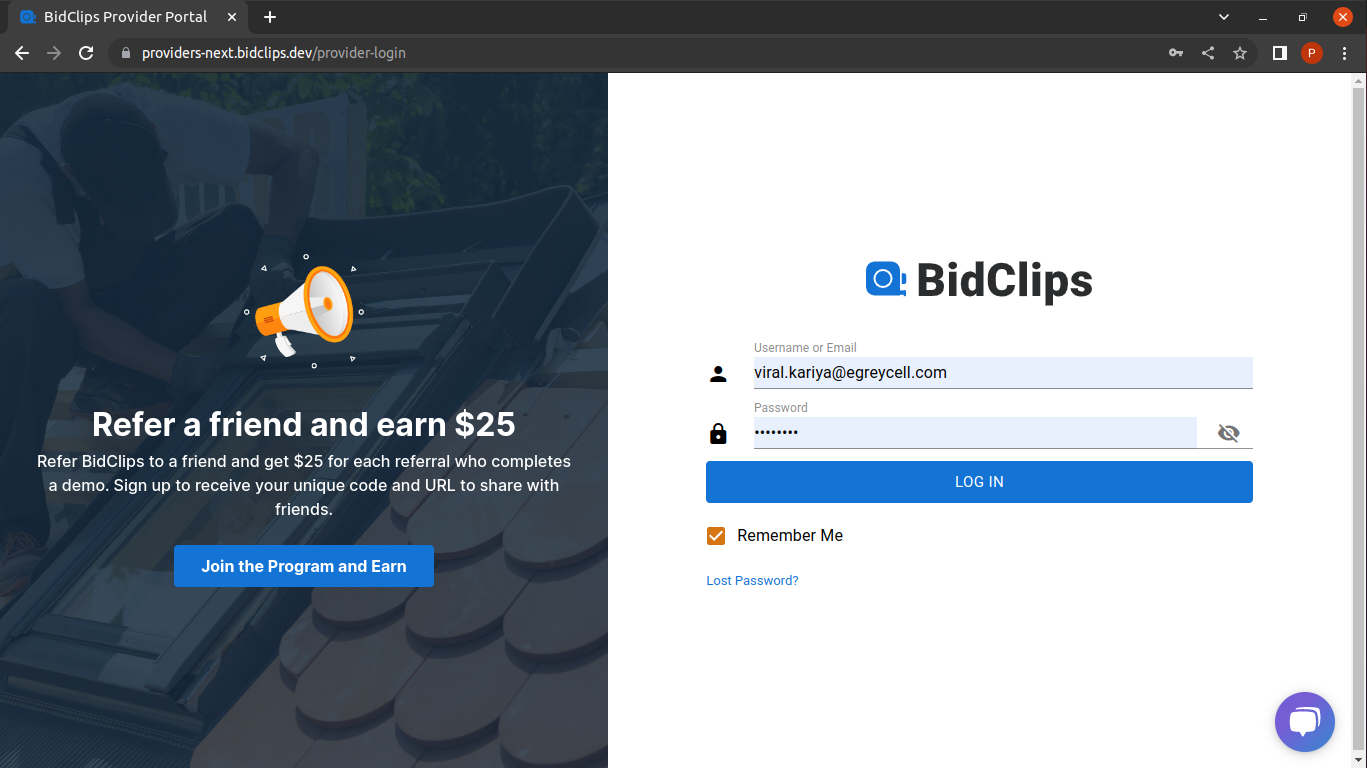 BidClips Provider Portal
providers-next.bidclips.dev/provider-login
P
Refer a friend and earn $25
Refer BidClips to a friend and get $25 for each referral who completes
a demo. Sign up to receive your unique code and URL to share with
friends.
Join the Program and Earn
BidClips
Username or Email
viral.kariya@egreycell.com
Password
••••••••
LOG IN
Remember Me
Lost Password?